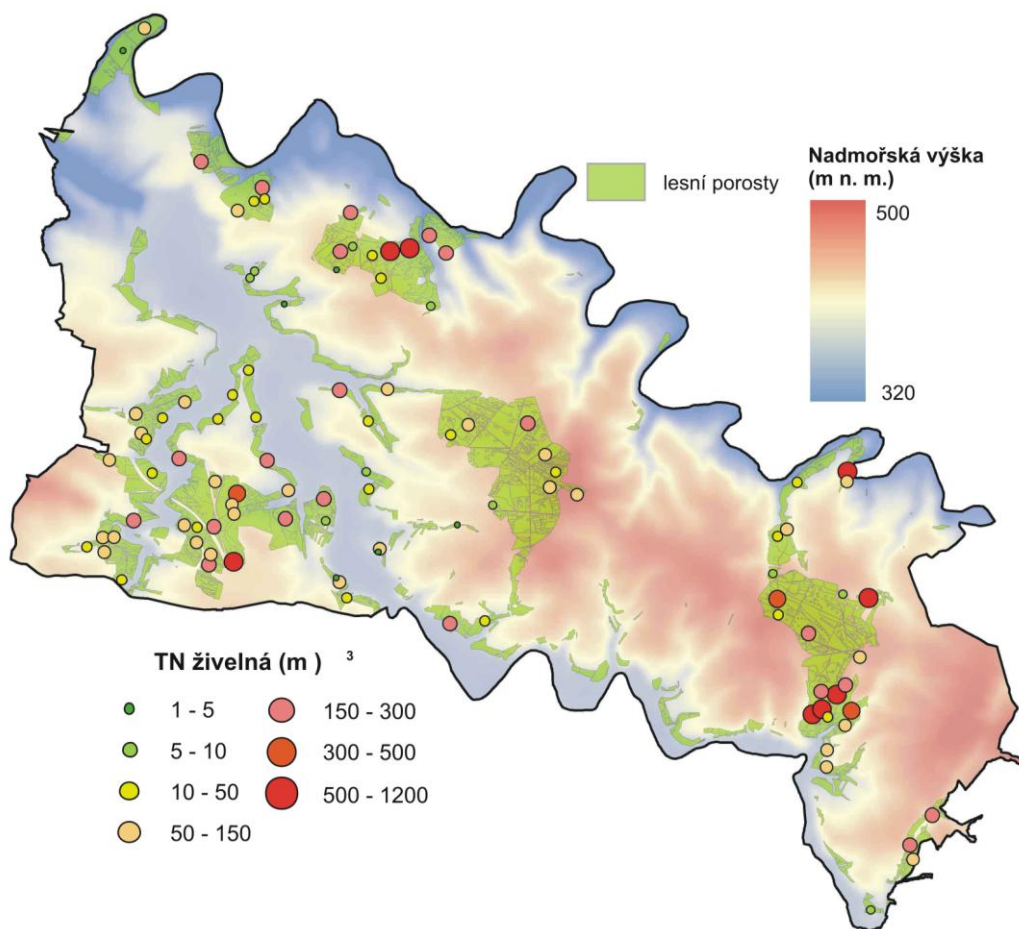 lesní porosty
Nadmořská výška
(m n. m.)
500
320
TN živelná (m ) 3
1 - 5
5 - 10
10 - 50
50 - 150
150 - 300
300 - 500
500 - 1200